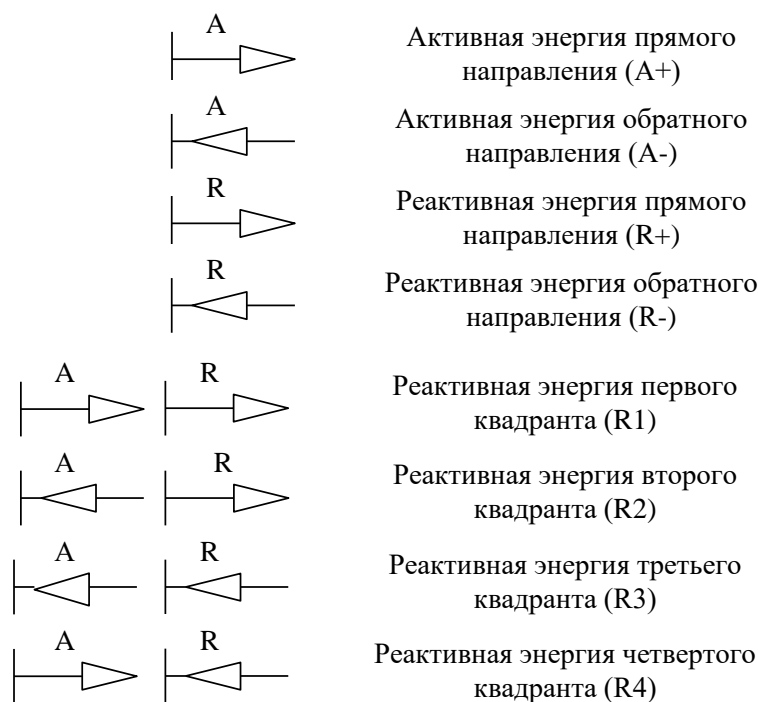 A
Активная энергия прямого
направления (A+)
A
Активная энергия обратного
направления (A-)
R
Реактивная энергия прямого
направления (R+)
R
Реактивная энергия обратного
направления (R-)
A R
Реактивная энергия первого
квадранта (R1)
A R
Реактивная энергия второго
квадранта (R2)
A R
Реактивная энергия третьего
квадранта (R3)
A R
Реактивная энергия четвертого
квадранта (R4)